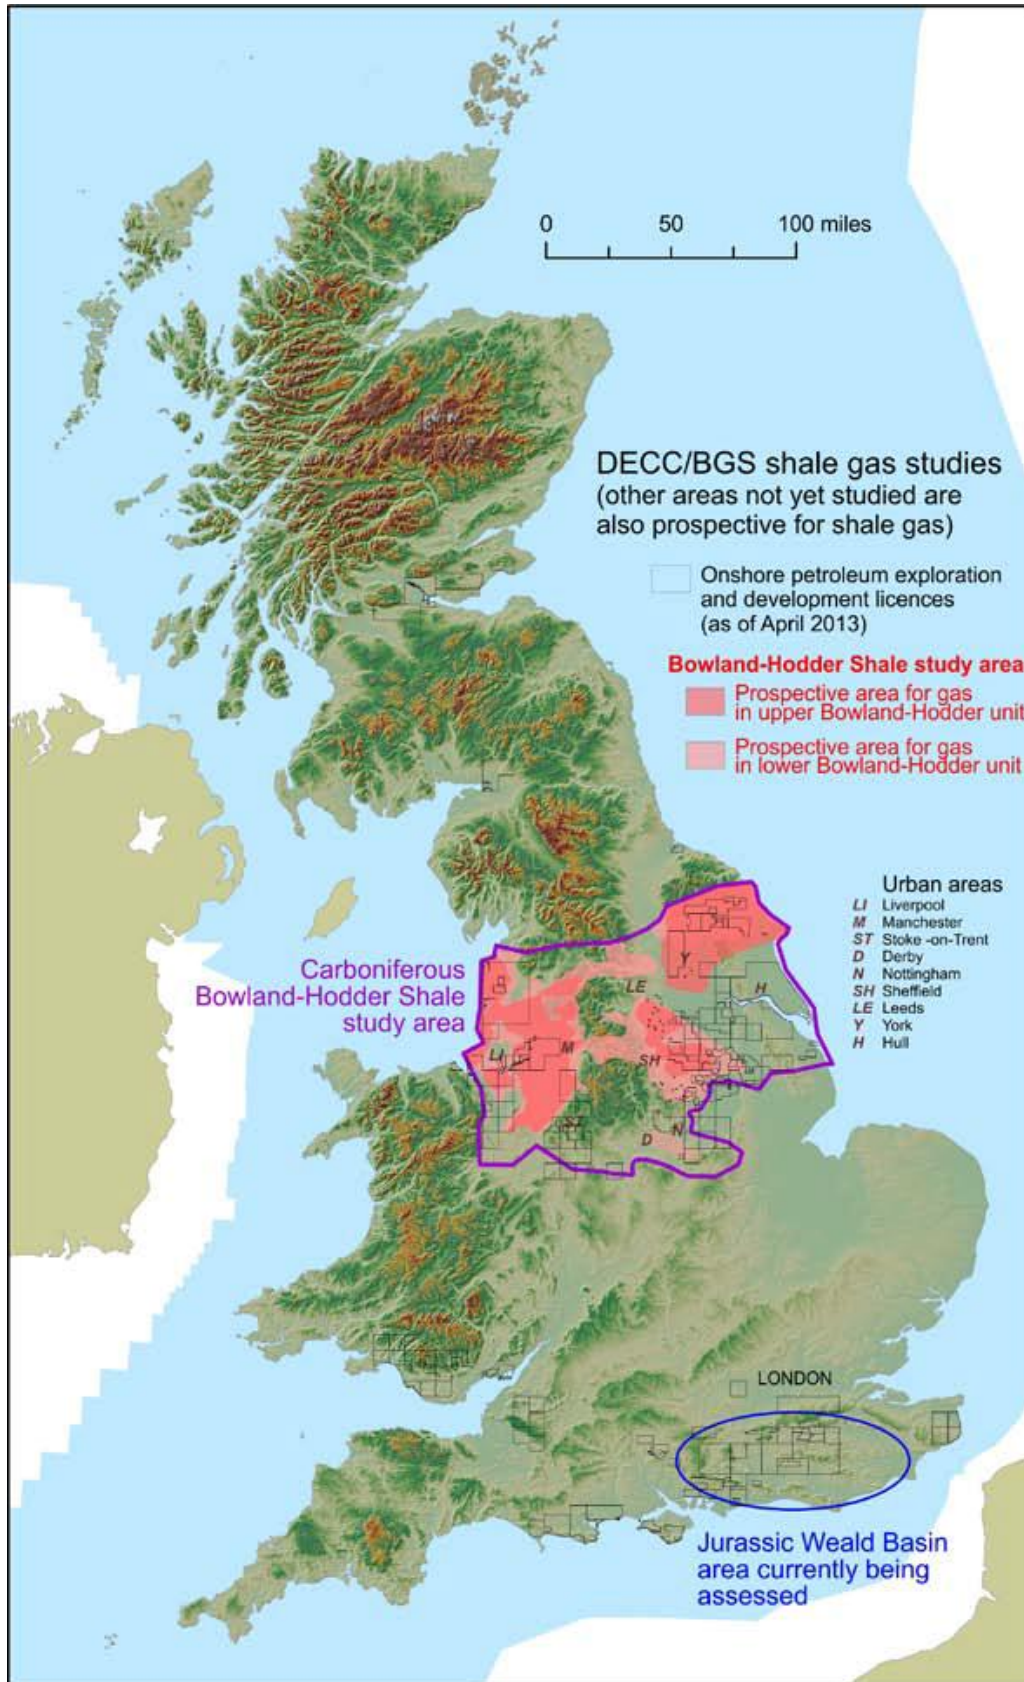 0 50 100 miles
DECC/BGS shale gas studies
(other areas not yet studied are
also prospective for shale gas)
Onshore petroleum exploration
and development licences
(as of April 2013)
Bowland-Hodder Shale study area
Prospective area for gas
in upper Bowland-Hodder unit
Prospective area for gas
in lower Bowland-Hodder unit
Urban areas
LI Liverpool
M Manchester
ST Stoke -on-Trent
D Derby
N Nottingham
SH Sheffield
LE Leeds
Y York
H Hull
Carboniferous
Bowland-Hodder Shale
study area
Y
LE
H
LI
M
SH
ST
D
N
LONDON
Jurassic Weald Basin
area currently being
assessed